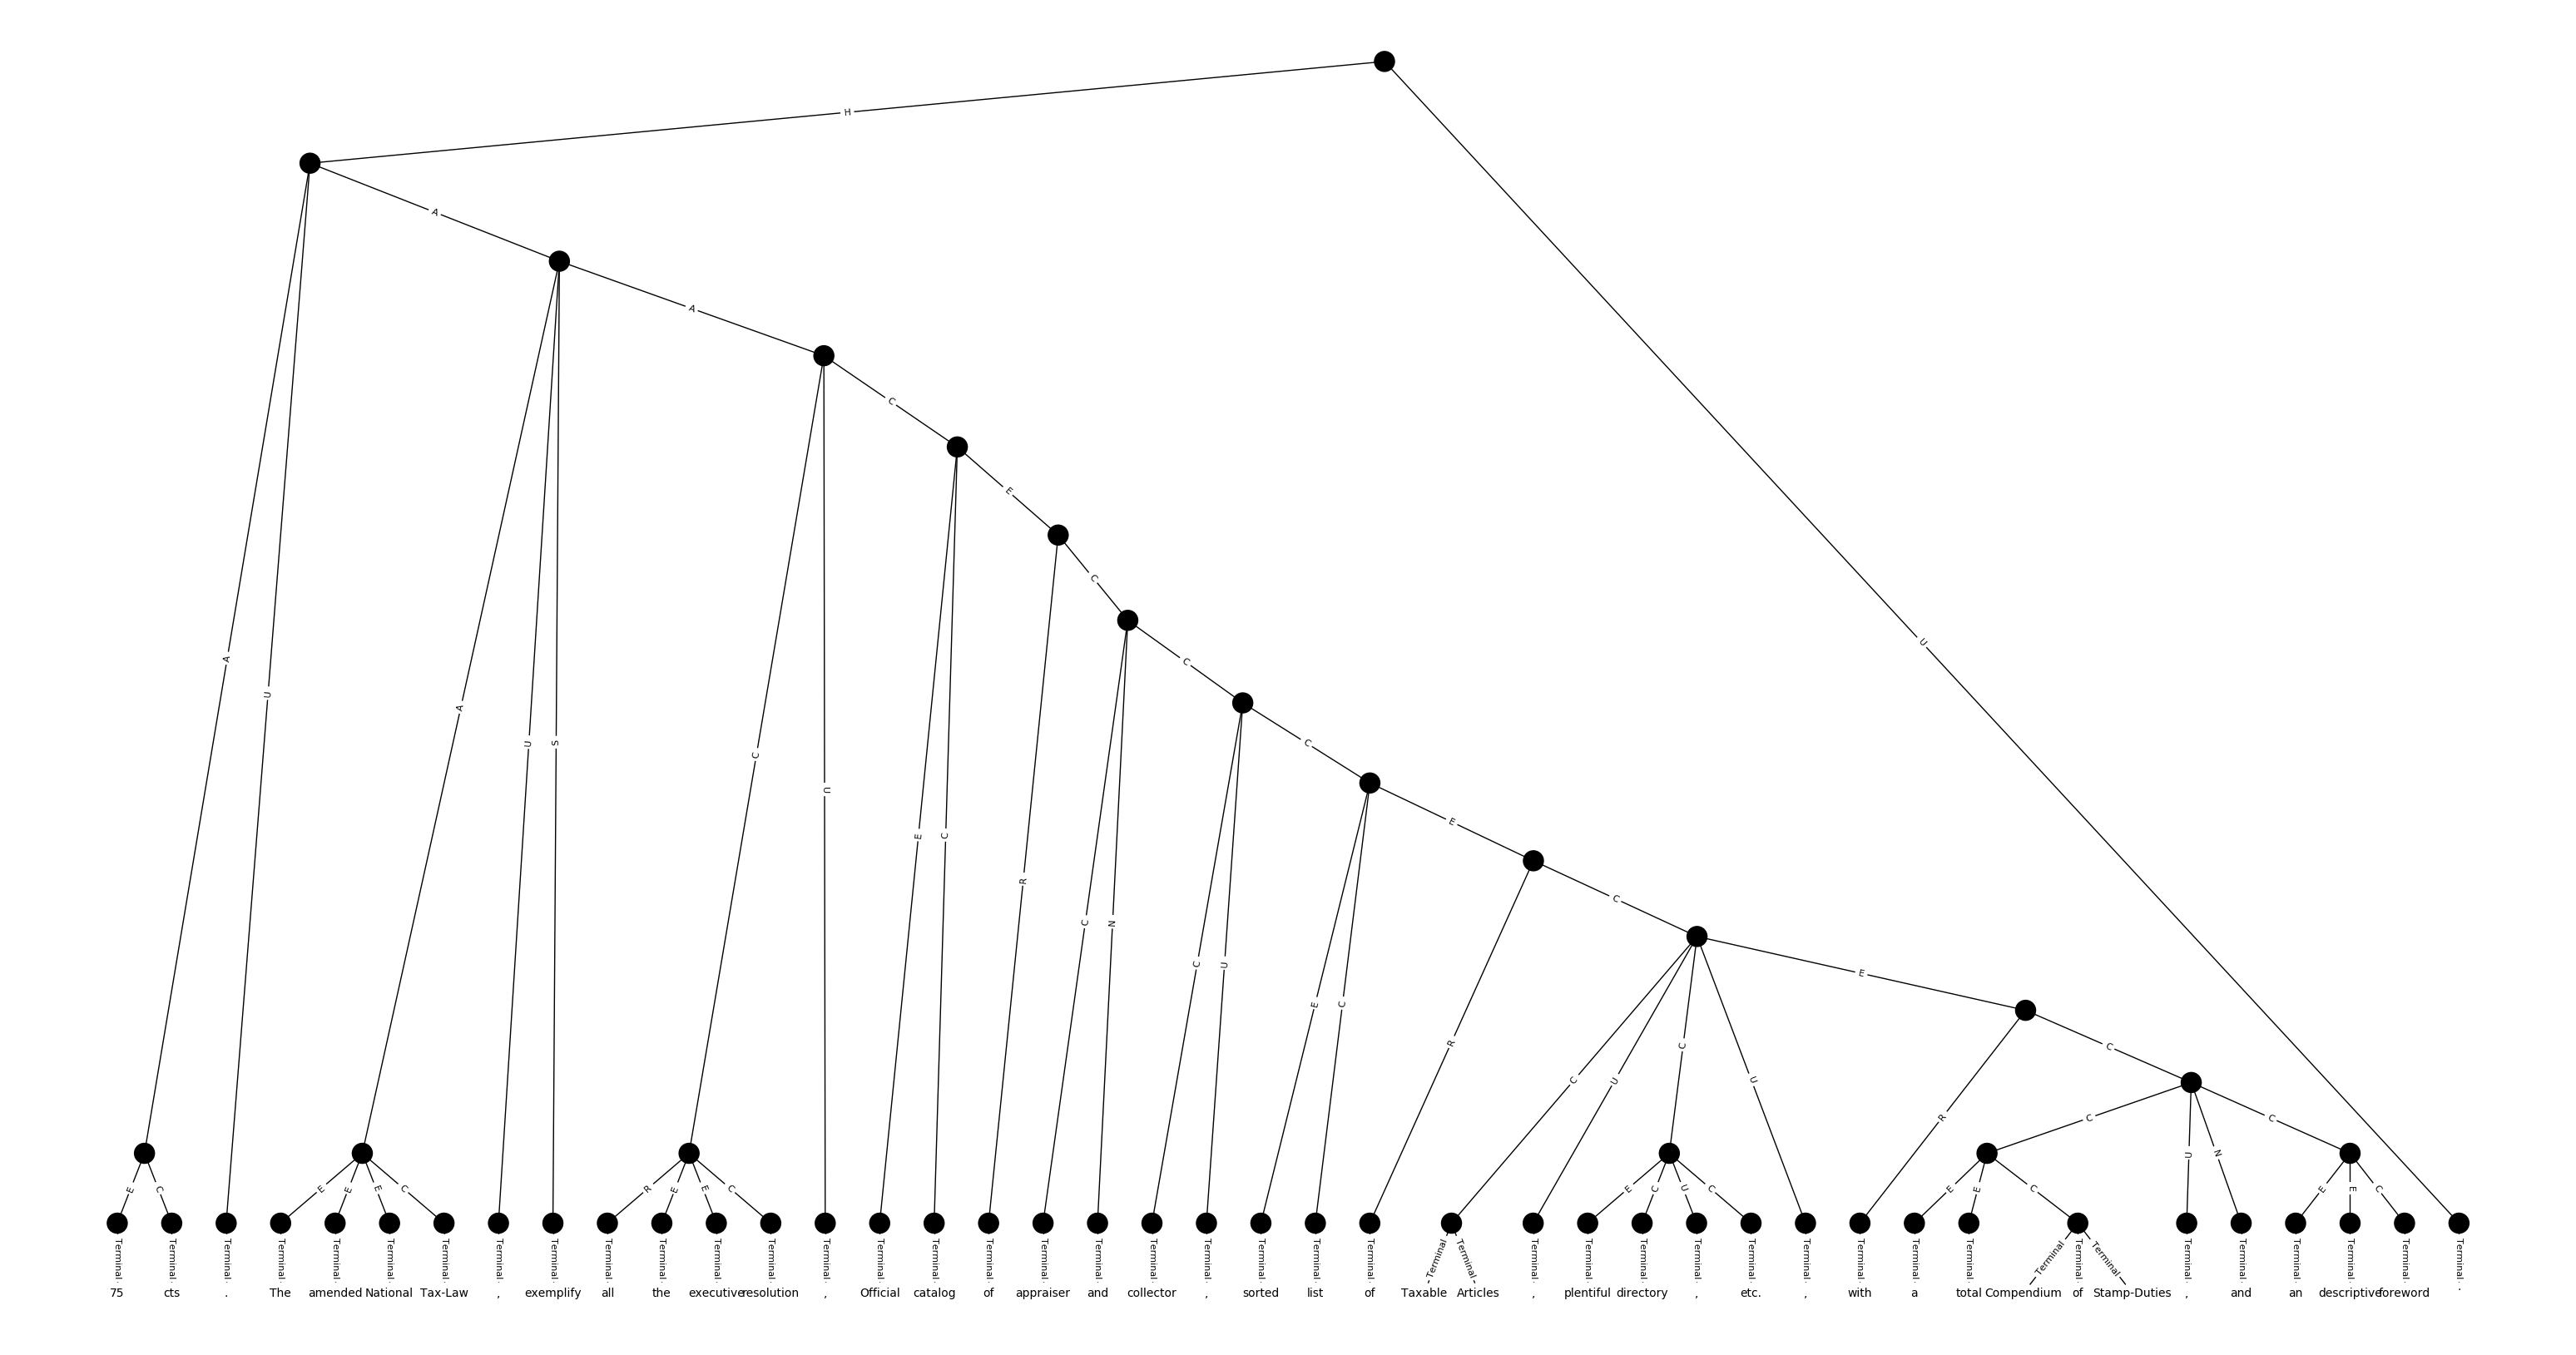 H
U
A
A
U
A
A
U
S
C
C
U
E
E
C
C
R
C
C
N
C
C
U
E
E
C
C
R
E
C
U
C
U
C
R
C
U
N
C
E C
E E E C
R E E C
E C U C
E E C
E E C
Terminal Terminal Terminal Terminal Terminal Terminal Terminal Terminal Terminal Terminal Terminal Terminal Terminal Terminal Terminal Terminal Terminal Terminal Terminal Terminal Terminal Terminal Terminal Terminal Terminal Terminal Terminal Terminal Terminal Terminal Terminal Terminal Terminal Terminal Terminal Terminal Terminal Terminal Terminal Terminal Terminal Terminal Terminal Terminal
75 cts . The amended National Tax-Law , exemplify all the executive resolution , Official catalog of appraiser and collector , sorted list of Taxable Articles , plentiful directory , etc. , with a total Compendium of Stamp-Duties , and an descriptive foreword .